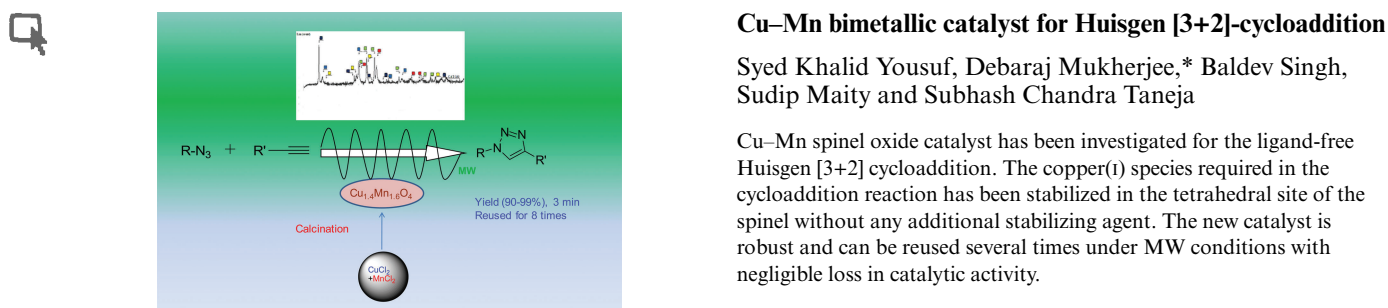 R-N3 + R'
N=N
R-N
R'
MW
Cu1.4Mn1.6O4
Yield (90-99%), 3 min
Reused for 8 times
Calcination
CuCl2
+MnCl2
Cu–Mn bimetallic catalyst for Huisgen [3+2]-cycloaddition
Syed Khalid Yousuf, Debaraj Mukherjee,* Baldev Singh,
Sudip Maity and Subhash Chandra Taneja
Cu–Mn spinel oxide catalyst has been investigated for the ligand-free
Huisgen [3+2] cycloaddition. The copper(I) species required in the
cycloaddition reaction has been stabilized in the tetrahedral site of the
spinel without any additional stabilizing agent. The new catalyst is
robust and can be reused several times under MW conditions with
negligible loss in catalytic activity.